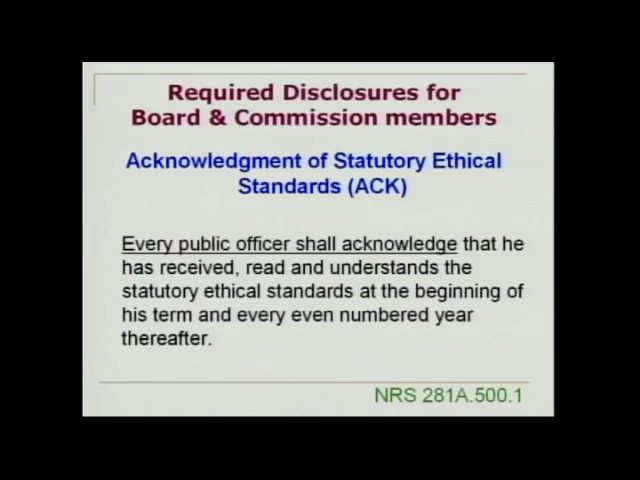 Required Disclosures for
Board & Commission members
Acknowledgment of Statutory Ethical
Standards (ACK)
Every public officer shall acknowledge that he
has received, read and understands the
statutory ethical standards at the beginning of
his term and every even numbered year
thereafter.
NRS 281A.500.1